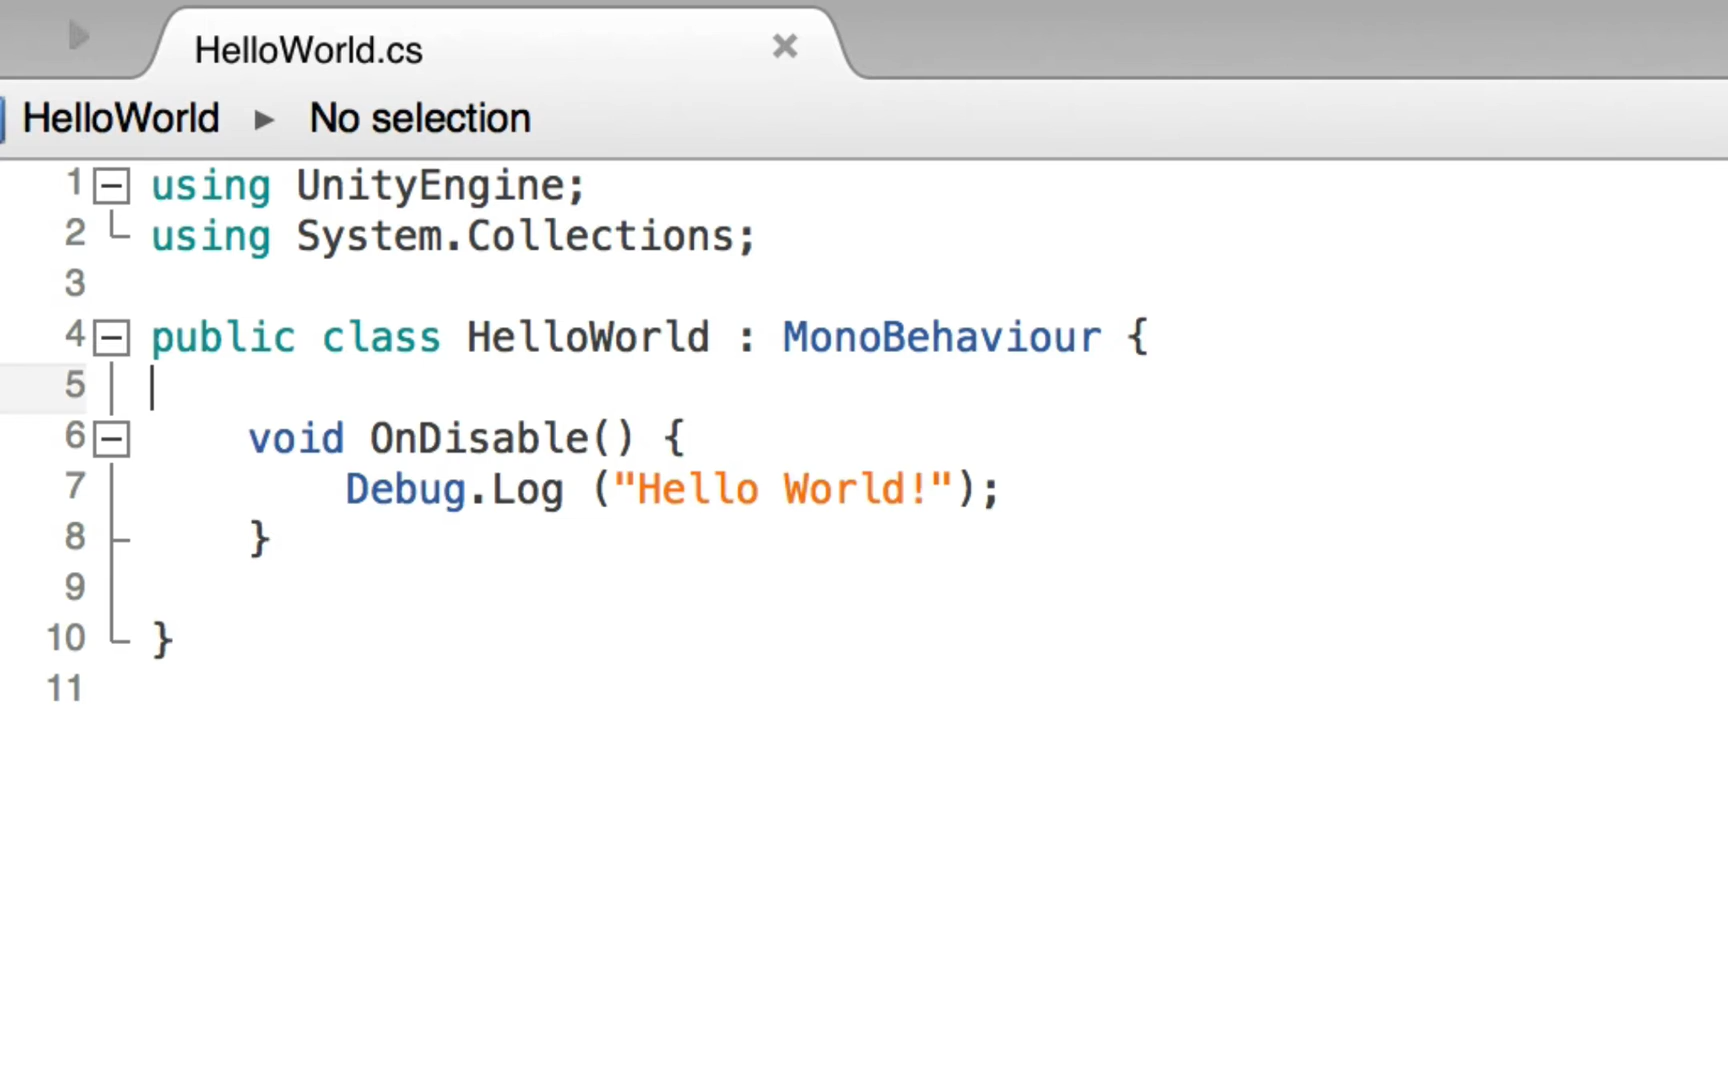 HelloWorld.cs
HelloWorld ▸ No selection
1 using UnityEngine;
2 using System.Collections;
3
4 public class HelloWorld : MonoBehaviour {
5
6     void OnDisable() {
7         Debug.Log ("Hello World!");
8     }
9
10 }
11